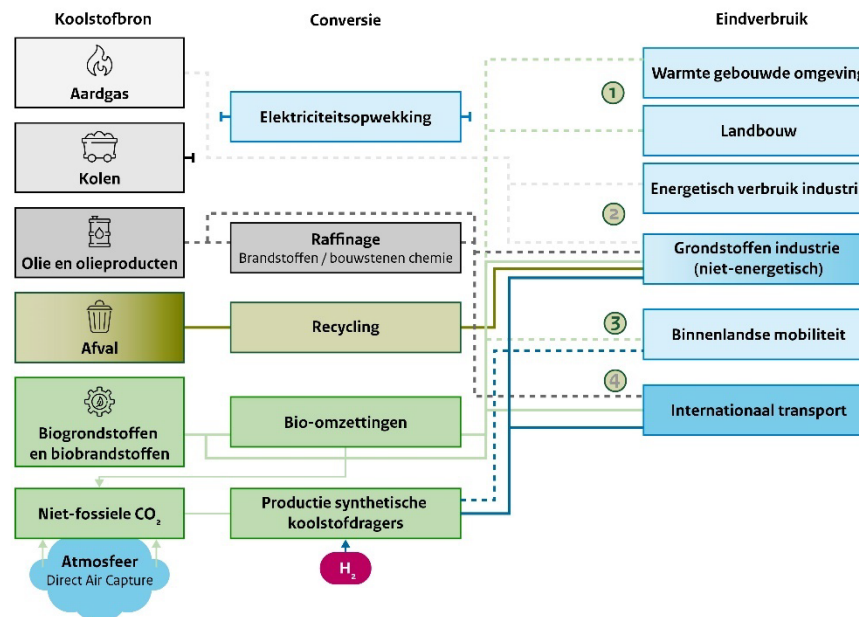 Koolstofbron
Conversie
Eindverbruik
Aardgas
Elektriciteitsopwekking
Warmte gebouwde omgeving
1
Landbouw
Kolen
Energetisch verbruik industrie
2
Olie en olieproducten
Raffinage
Brandstoffen / bouwstenen chemie
Grondstoffen industrie
(niet-energetisch)
Afval
Recycling
3
Binnenlandse mobiliteit
4
Biogrondstoffen
en biobrandstoffen
Bio-omzettingen
Internationaal transport
Niet-fossiele CO₂
Productie synthetische
koolstofdragers
Atmosfeer
Direct Air Capture
H₂